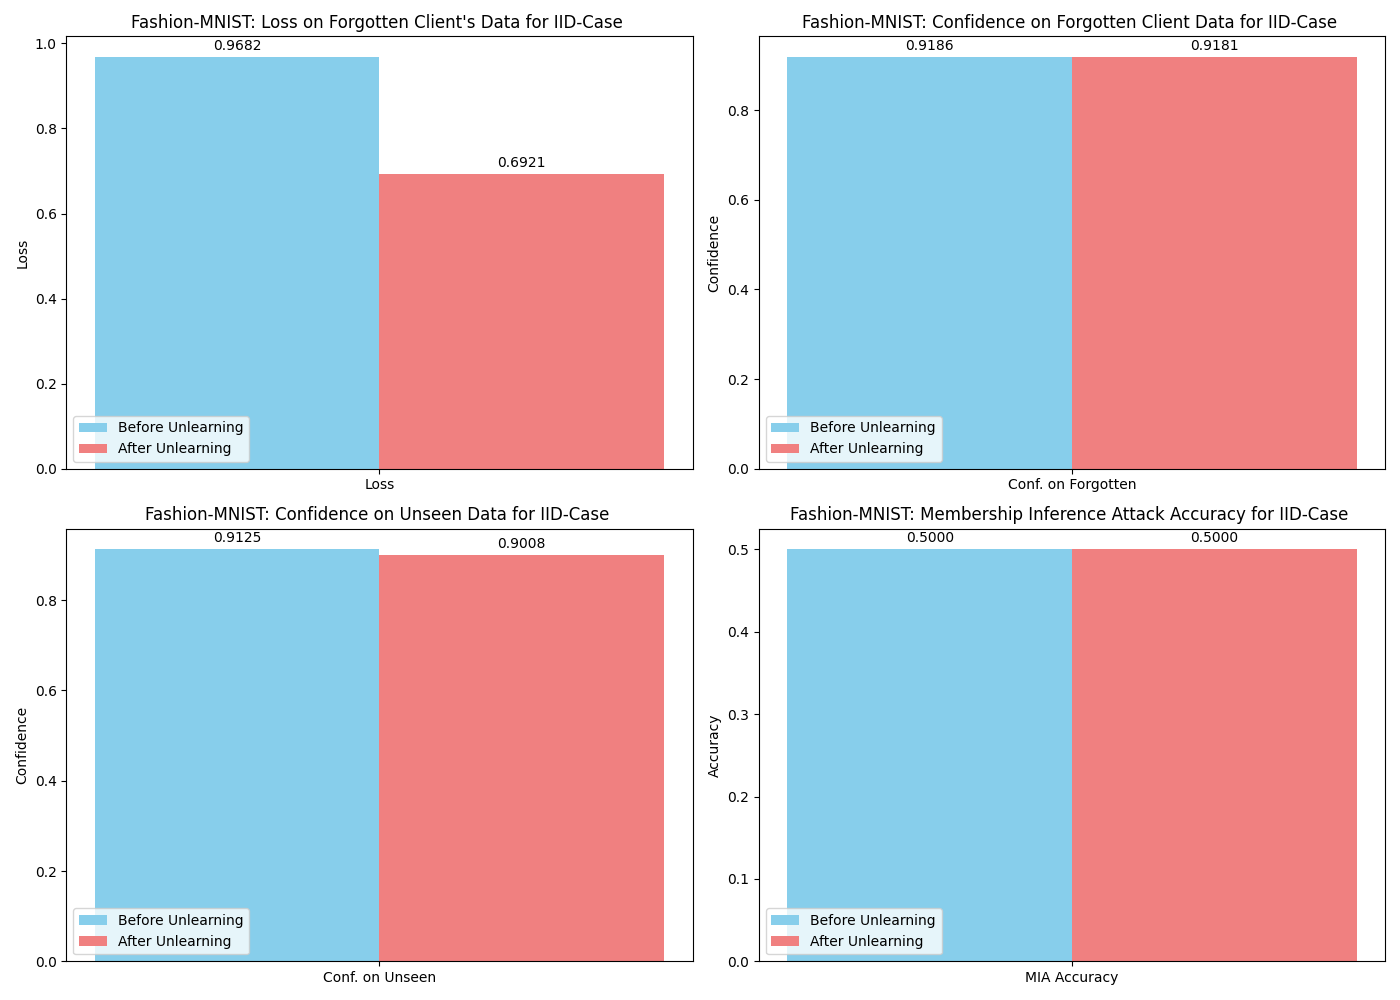 Fashion-MNIST: Loss on Forgotten Client's Data for IID-Case
0.9682
0.6921
1.0
0.8
0.6
0.4
0.2
0.0
Loss
Before Unlearning
After Unlearning
Loss
Fashion-MNIST: Confidence on Forgotten Client Data for IID-Case
0.9186
0.9181
0.8
0.6
0.4
0.2
0.0
Confidence
Before Unlearning
After Unlearning
Conf. on Forgotten
Fashion-MNIST: Confidence on Unseen Data for IID-Case
0.9125
0.9008
0.8
0.6
0.4
0.2
0.0
Confidence
Before Unlearning
After Unlearning
Conf. on Unseen
Fashion-MNIST: Membership Inference Attack Accuracy for IID-Case
0.5000
0.5000
0.5
0.4
0.3
0.2
0.1
0.0
Accuracy
Before Unlearning
After Unlearning
MIA Accuracy